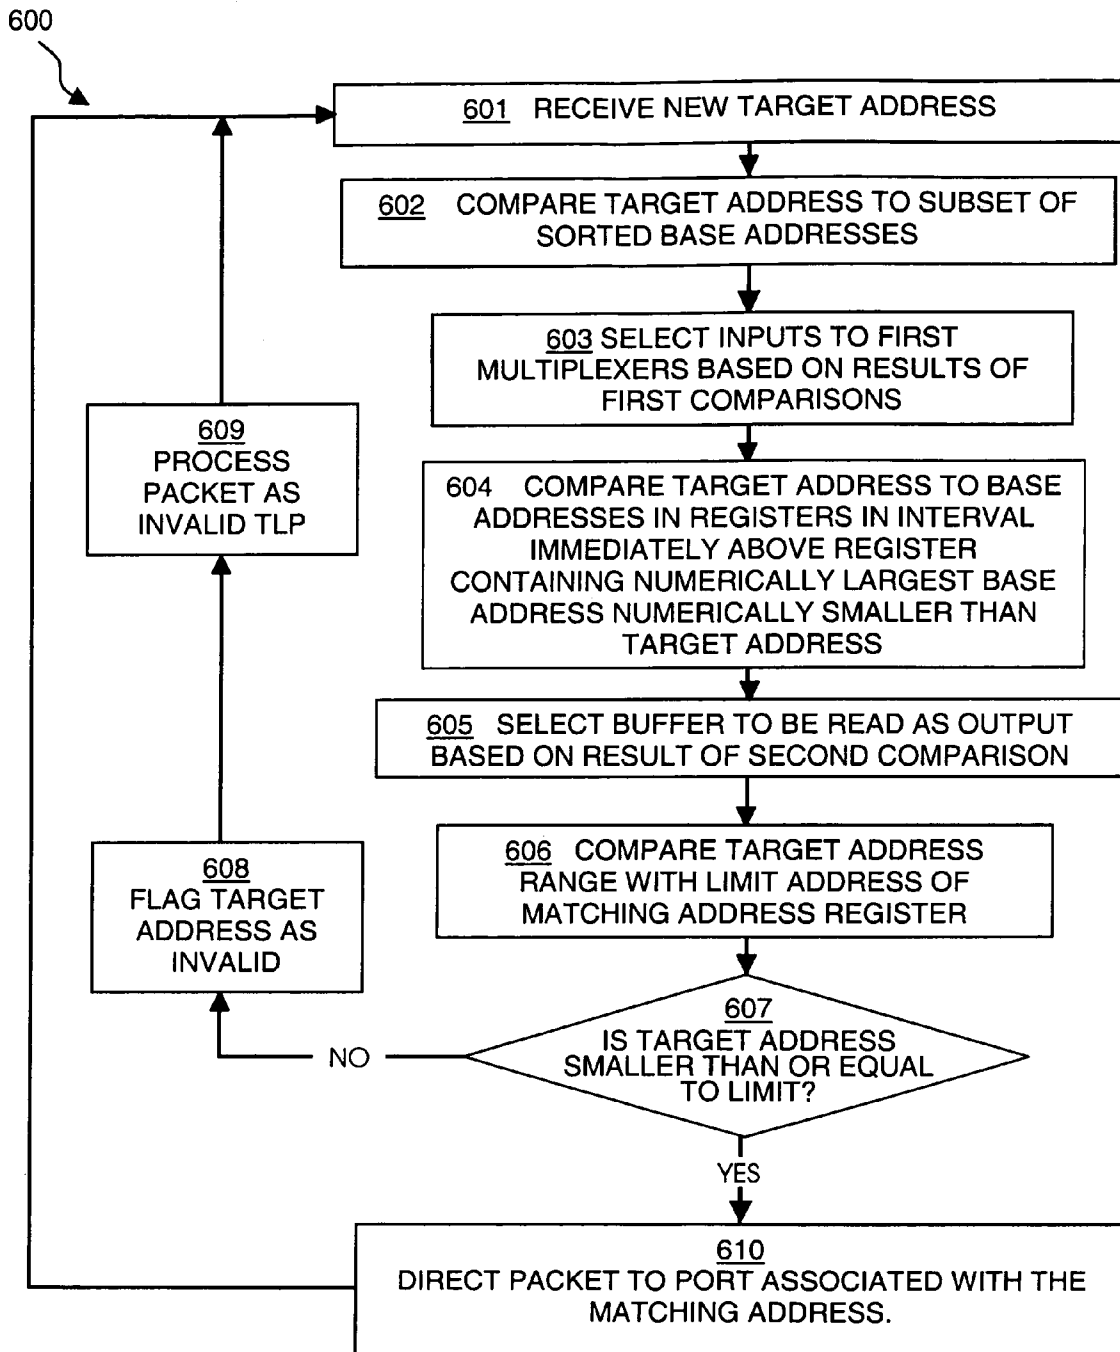 600
601 RECEIVE NEW TARGET ADDRESS
602 COMPARE TARGET ADDRESS TO SUBSET OF
SORTED BASE ADDRESSES
603 SELECT INPUTS TO FIRST
MULTIPLEXERS BASED ON RESULTS OF
FIRST COMPARISONS
604 COMPARE TARGET ADDRESS TO BASE
ADDRESSES IN REGISTERS IN INTERVAL
IMMEDIATELY ABOVE REGISTER
CONTAINING NUMERICALLY LARGEST BASE
ADDRESS NUMERICALLY SMALLER THAN
TARGET ADDRESS
605 SELECT BUFFER TO BE READ AS OUTPUT
BASED ON RESULT OF SECOND COMPARISON
606 COMPARE TARGET ADDRESS
RANGE WITH LIMIT ADDRESS OF
MATCHING ADDRESS REGISTER
607
IS TARGET ADDRESS
SMALLER THAN OR EQUAL
TO LIMIT?
NO
608
FLAG TARGET
ADDRESS AS
INVALID
609
PROCESS
PACKET AS
INVALID TLP
YES
610
DIRECT PACKET TO PORT ASSOCIATED WITH THE
MATCHING ADDRESS.